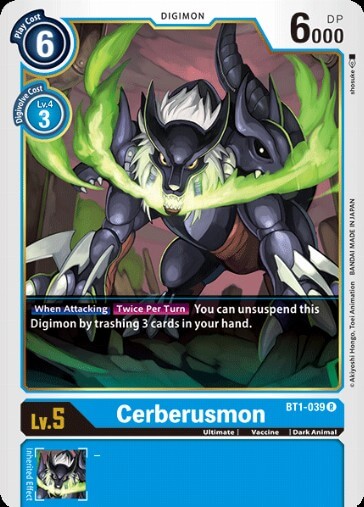 Play Cost
6
DIGIMON
DP
6000
Digivolve Cost
Lv.4
3
shosuke
© Akiyoshi Hongo, Toei Animation BANDAI MADE IN JAPAN
When Attacking Twice Per Turn You can unsuspend this
Digimon by trashing 3 cards in your hand.
Lv.5
Cerberusmon
BT1-039 R
Ultimate | Vaccine | Dark Animal
Inherited Effect
–